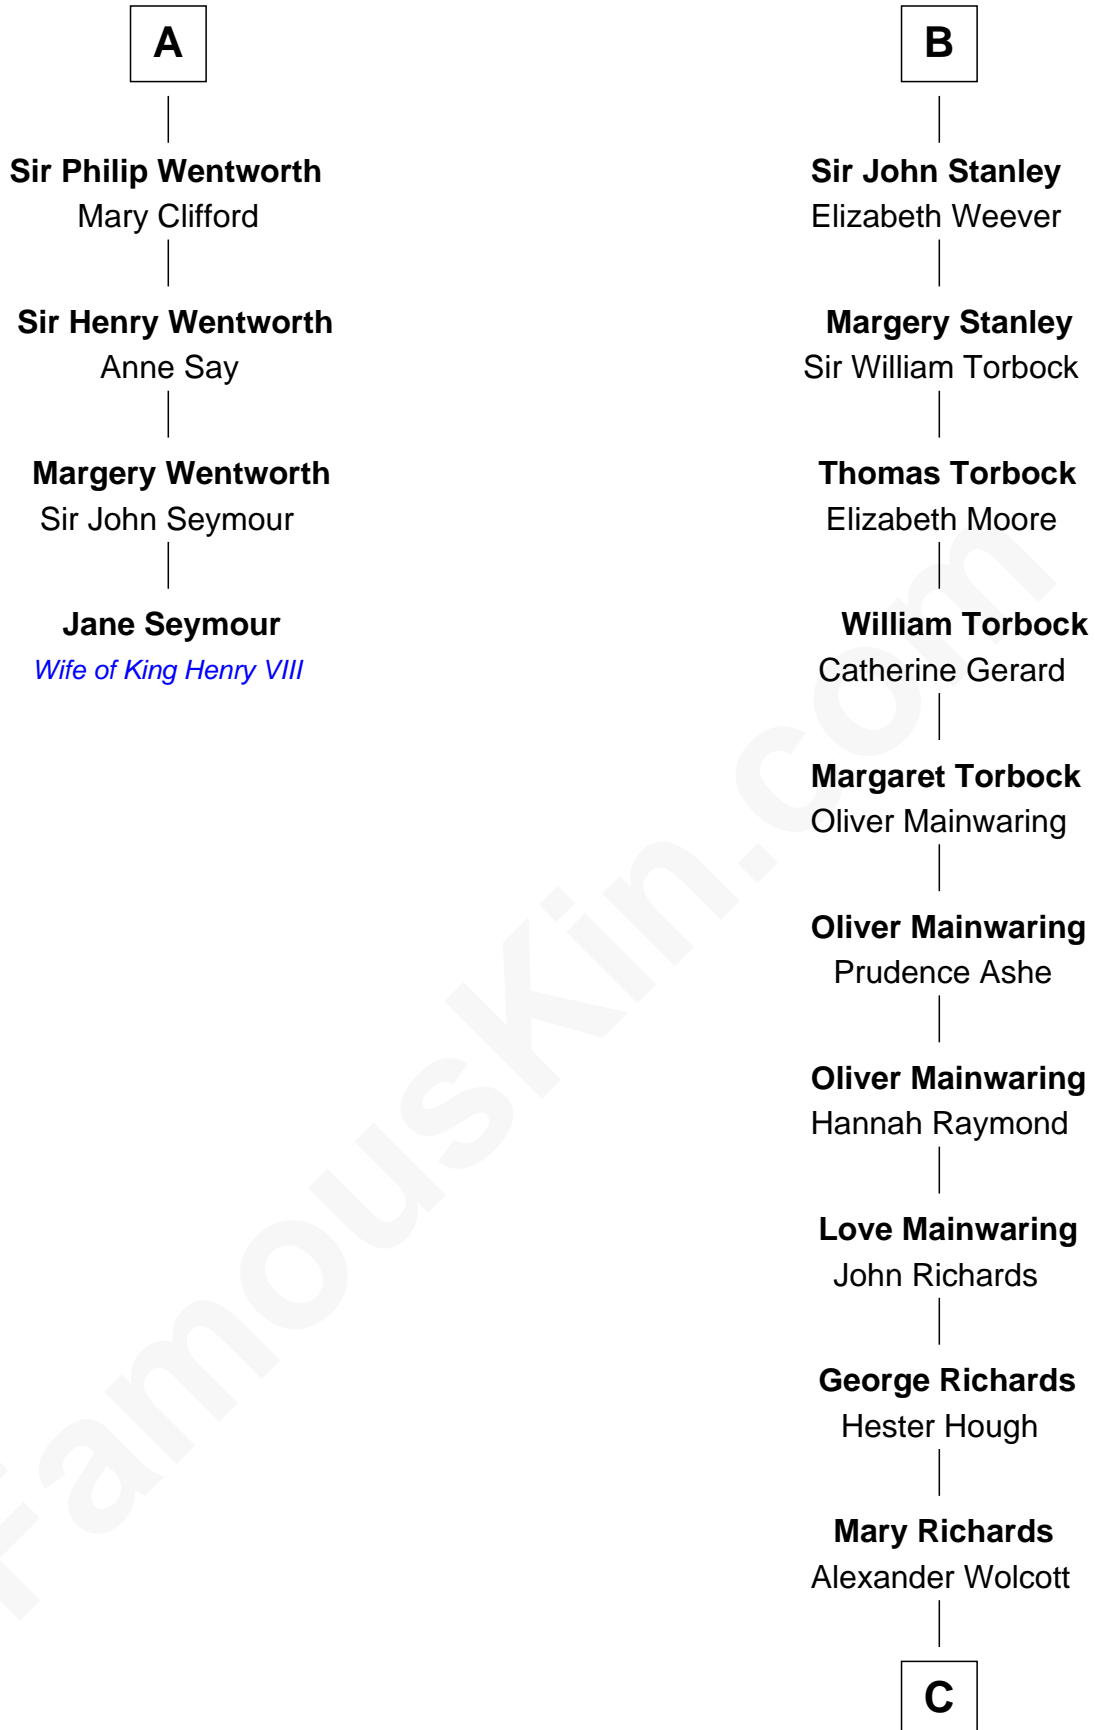 A
Sir Philip Wentworth
Mary Clifford
Sir Henry Wentworth
Anne Say
Margery Wentworth
Sir John Seymour
Jane Seymour
Wife of King Henry VIII
B
Sir John Stanley
Elizabeth Weever
Margery Stanley
Sir William Torbock
Thomas Torbock
Elizabeth Moore
William Torbock
Catherine Gerard
Margaret Torbock
Oliver Mainwaring
Oliver Mainwaring
Prudence Ashe
Oliver Mainwaring
Hannah Raymond
Love Mainwaring
John Richards
George Richards
Hester Hough
Mary Richards
Alexander Wolcott
C
FamousKin.com